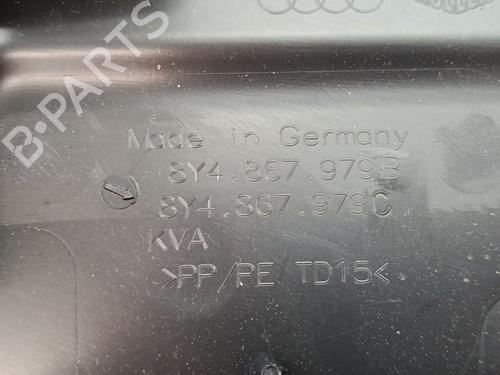 B-PARTS
Made in Germany
8Y4.867.979B
8Y4.867.979C
KVA
>PP/PE TD15<